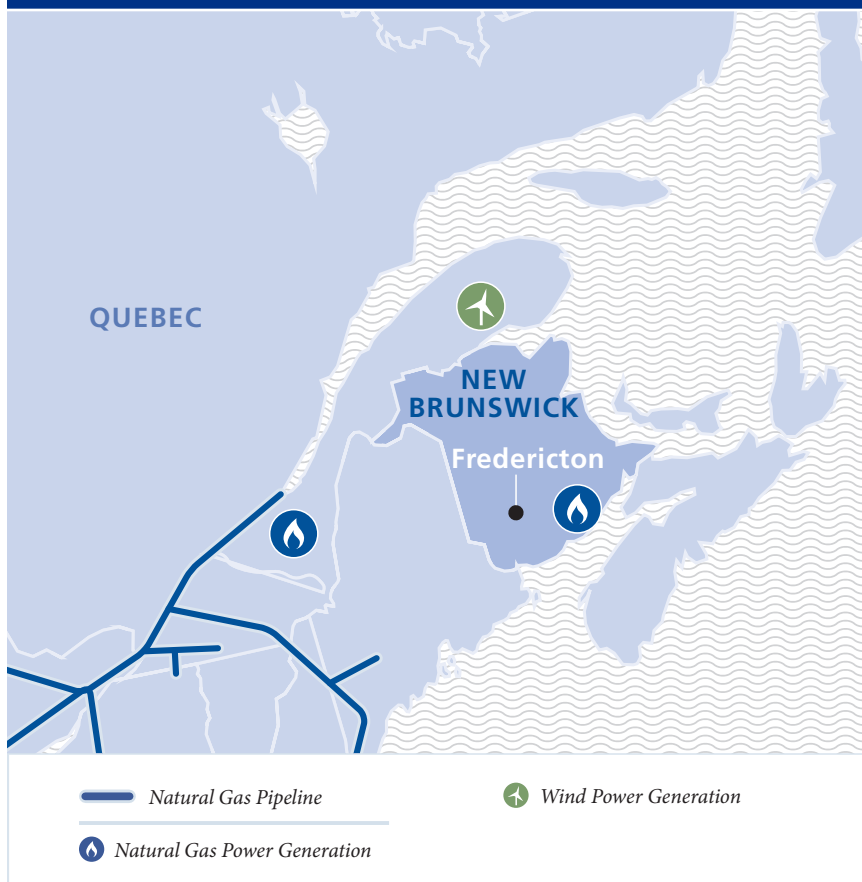 QUEBEC
NEW
BRUNSWICK
Fredericton
Natural Gas Pipeline
Wind Power Generation
Natural Gas Power Generation